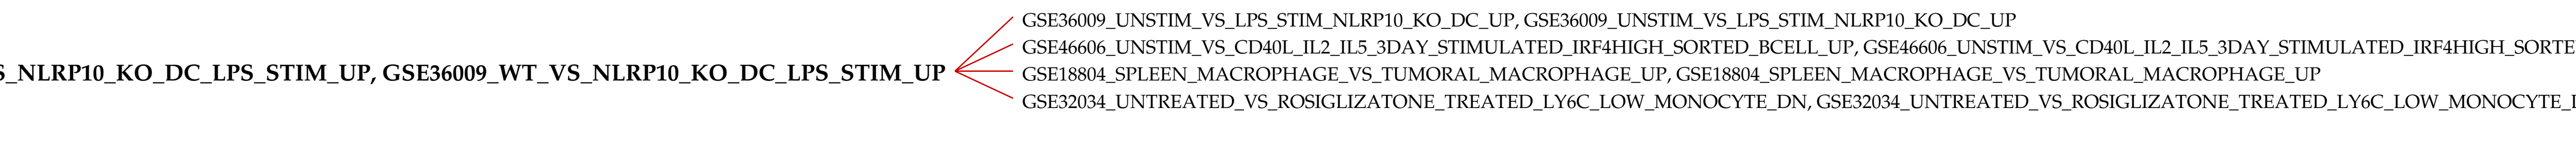 GSE36009_UNSTIM_VS_LPS_STIM_NLRP10_KO_DC_UP, GSE36009_UNSTIM_VS_LPS_STIM_NLRP10_KO_DC_UP
GSE46606_UNSTIM_VS_CD40L_IL2_IL5_3DAY_STIMULATED_IRF4HIGH_SORTED_BCELL_UP, GSE46606_UNSTIM_VS_CD40L_IL2_IL5_3DAY_STIMULATED_IRF4HIGH_SORTE
S_NLRP10_KO_DC_LPS_STIM_UP, GSE36009_WT_VS_NLRP10_KO_DC_LPS_STIM_UP
GSE18804_SPLEEN_MACROPHAGE_VS_TUMORAL_MACROPHAGE_UP, GSE18804_SPLEEN_MACROPHAGE_VS_TUMORAL_MACROPHAGE_UP
GSE32034_UNTREATED_VS_ROSIGLIZATONE_TREATED_LY6C_LOW_MONOCYTE_DN, GSE32034_UNTREATED_VS_ROSIGLIZATONE_TREATED_LY6C_LOW_MONOCYTE_